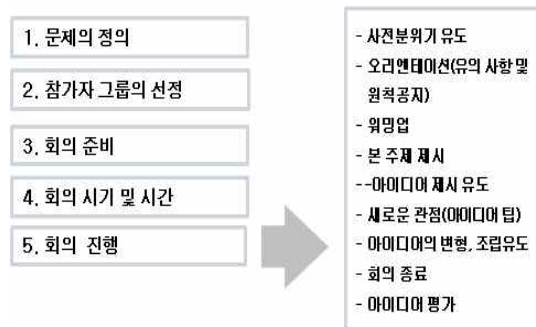 1. 문제의 정의
2. 참가자 그룹의 선정
3. 회의 준비
4. 회의 시기 및 시간
5. 회의 진행
- 사전분위기 유도
- 오리엔테이션(유의 사항 및
원칙공지)
- 워밍업
- 본 주제 제시
--아이디어 제시 유도
- 새로운 관점(아이디어 팁)
- 아이디어의 변형, 조립유도
- 회의 종료
- 아이디어 평가